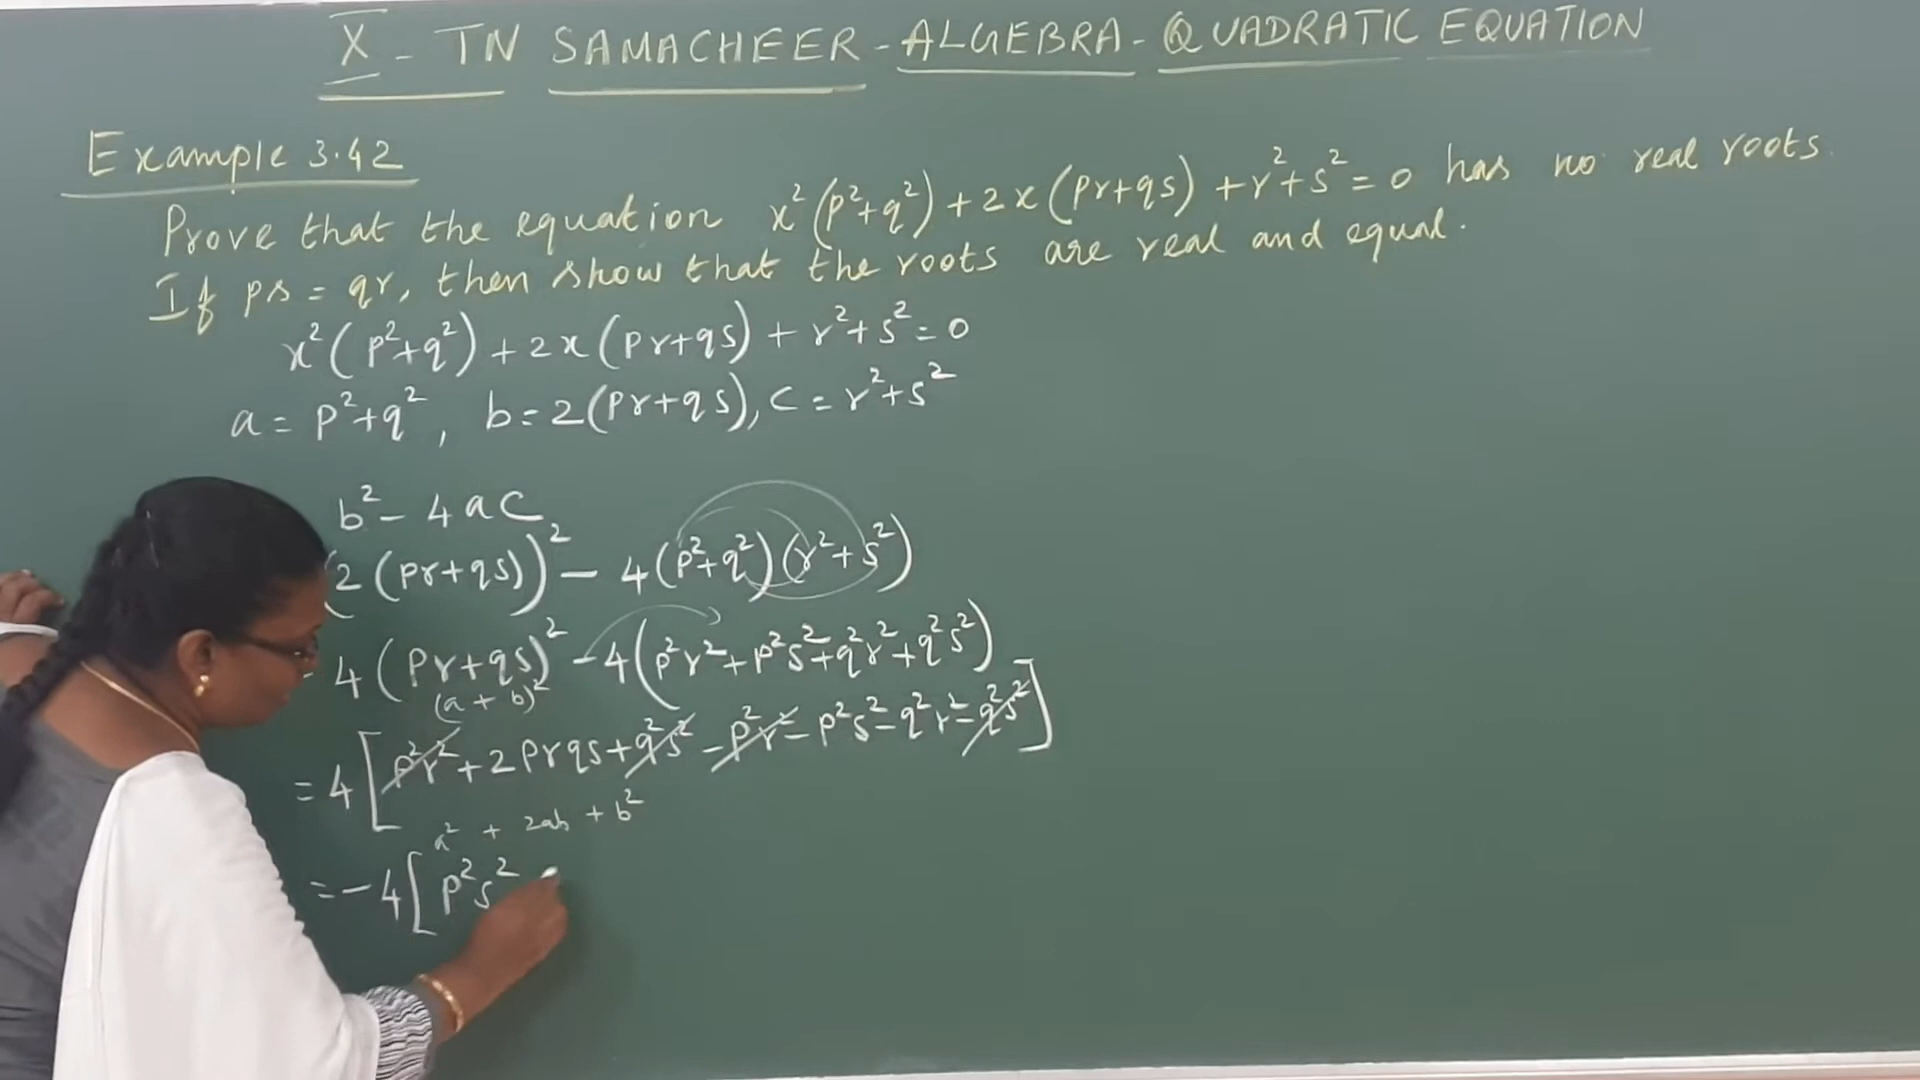 X - TN SAMACHEER - ALGEBRA - QUADRATIC EQUATION
Example 3.42
Prove that the equation x²(p²+q²)+2x(pr+qs)+r²+s²=0 has no real roots.
If ps = qr, then show that the roots are real and equal.
x²(p²+q²)+2x(pr+qs)+r²+s²=0
a = p²+q², b=2(pr+qs), c = r²+s²
b²-4ac
(2(pr+qs))² - 4(p²+q²)(r²+s²)
4(pr+qs)² -4(p²r²+p²s²+q²r²+q²s²)
(a + b)²
=4[p²r²+2prqs+q²s²-p²r²-p²s²-q²r²-q²s²]
a² + 2ab + b²
=-4[p²s²